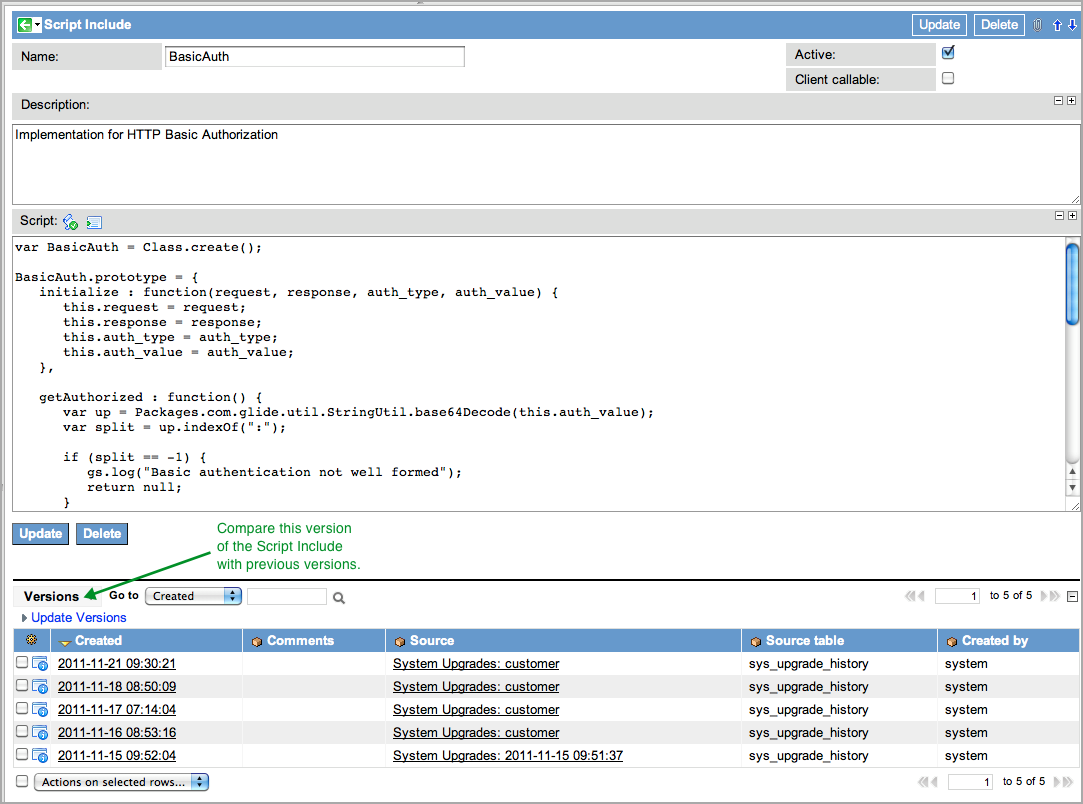 Script Include Update Delete
Name: BasicAuth Active:
Client callable:
Description:
Implementation for HTTP Basic Authorization
Script:
var BasicAuth = Class.create();
BasicAuth.prototype = {
initialize : function(request, response, auth_type, auth_value) {
this.request = request;
this.response = response;
this.auth_type = auth_type;
this.auth_value = auth_value;
},
getAuthorized : function() {
var up = Packages.com.glide.util.StringUtil.base64Decode(this.auth_value);
var split = up.indexOf(":");
if (split == -1) {
gs.log("Basic authentication not well formed");
return null;
}
Update Delete
Compare this version
of the Script Include
with previous versions.
Versions Go to Created 1 to 5 of 5
Update Versions
Created Comments Source Source table Created by
2011-11-21 09:30:21 System Upgrades: customer sys_upgrade_history system
2011-11-18 08:50:09 System Upgrades: customer sys_upgrade_history system
2011-11-17 07:14:04 System Upgrades: customer sys_upgrade_history system
2011-11-16 08:53:16 System Upgrades: customer sys_upgrade_history system
2011-11-15 09:52:04 System Upgrades: 2011-11-15 09:51:37 sys_upgrade_history system
Actions on selected rows... 1 to 5 of 5